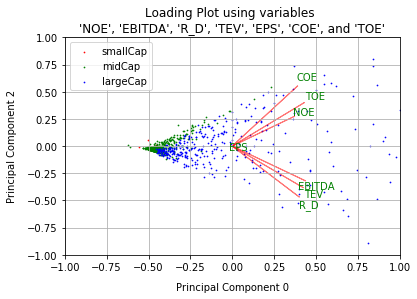 Loading Plot using variables
'NOE', 'EBITDA', 'R_D', 'TEV', 'EPS', 'COE', and 'TOE'
smallCap
midCap
largeCap
1.00
0.75
0.50
0.25
0.00
−0.25
−0.50
−0.75
−1.00
Principal Component 2
COE
TOE
NOE
EPS
EBITDA
TEV
R_D
−1.00 −0.75 −0.50 −0.25 0.00 0.25 0.50 0.75 1.00
Principal Component 0